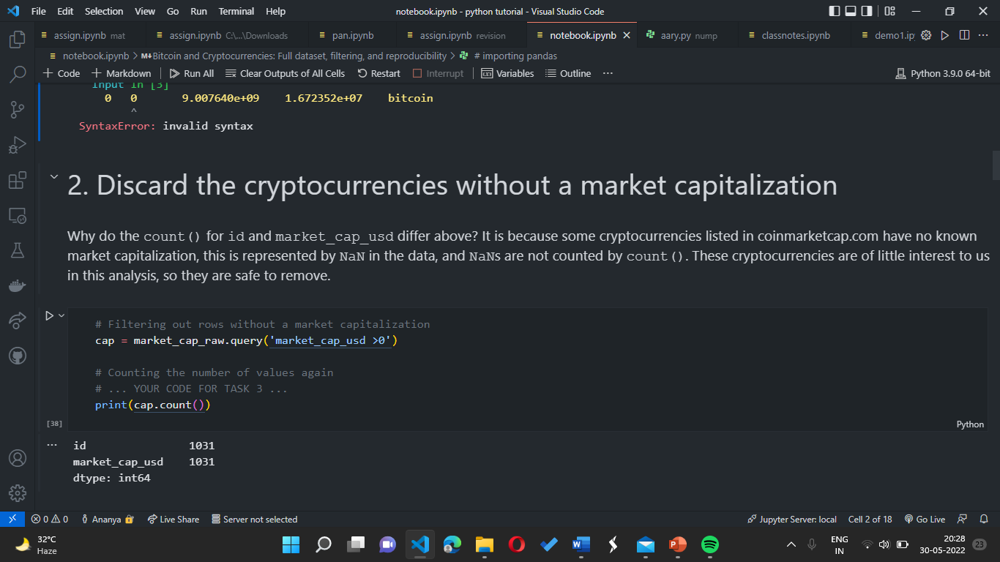 File Edit Selection View Go Run Terminal Help notebook.ipynb - python tutorial - Visual Studio Code
assign.ipynb mat assign.ipynb C:\...\Downloads pan.ipynb assign.ipynb revision notebook.ipynb aary.py nump classnotes.ipynb demo1.ip
notebook.ipynb > M↓Bitcoin and Cryptocurrencies: Full dataset, filtering, and reproducibility > # importing pandas
+ Code + Markdown | Run All Clear Outputs of All Cells Restart Interrupt | Variables Outline ... Python 3.9.0 64-bit
Input In [3]
0 0 9.007640e+09 1.672352e+07 bitcoin
^
SyntaxError: invalid syntax
2. Discard the cryptocurrencies without a market capitalization
Why do the count() for id and market_cap_usd differ above? It is because some cryptocurrencies listed in coinmarketcap.com have no known
market capitalization, this is represented by NaN in the data, and NaNs are not counted by count(). These cryptocurrencies are of little interest to us
in this analysis, so they are safe to remove.
# Filtering out rows without a market capitalization
cap = market_cap_raw.query('market_cap_usd >0')
# Counting the number of values again
# ... YOUR CODE FOR TASK 3 ...
print(cap.count())
[38] Python
... id 1031
market_cap_usd 1031
dtype: int64
0 0 Ananya Live Share Server not selected Jupyter Server: local Cell 2 of 18 Go Live
32°C
Haze
ENG
IN
20:28
30-05-2022
23